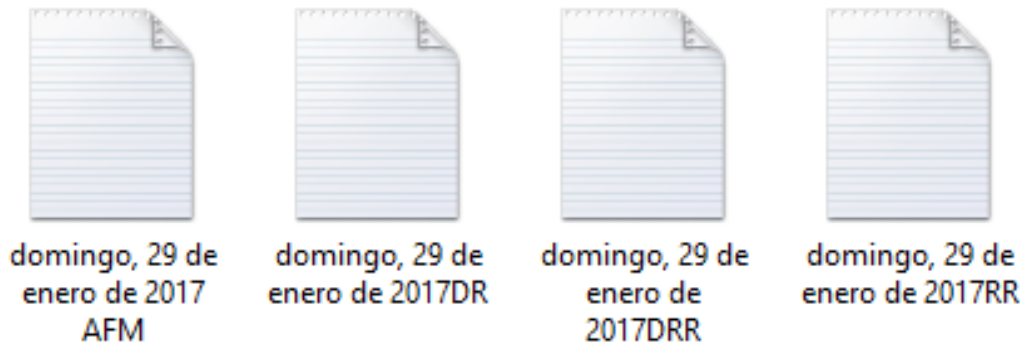 domingo, 29 de
enero de 2017
AFM
domingo, 29 de
enero de 2017DR
domingo, 29 de
enero de
2017DRR
domingo, 29 de
enero de 2017RR